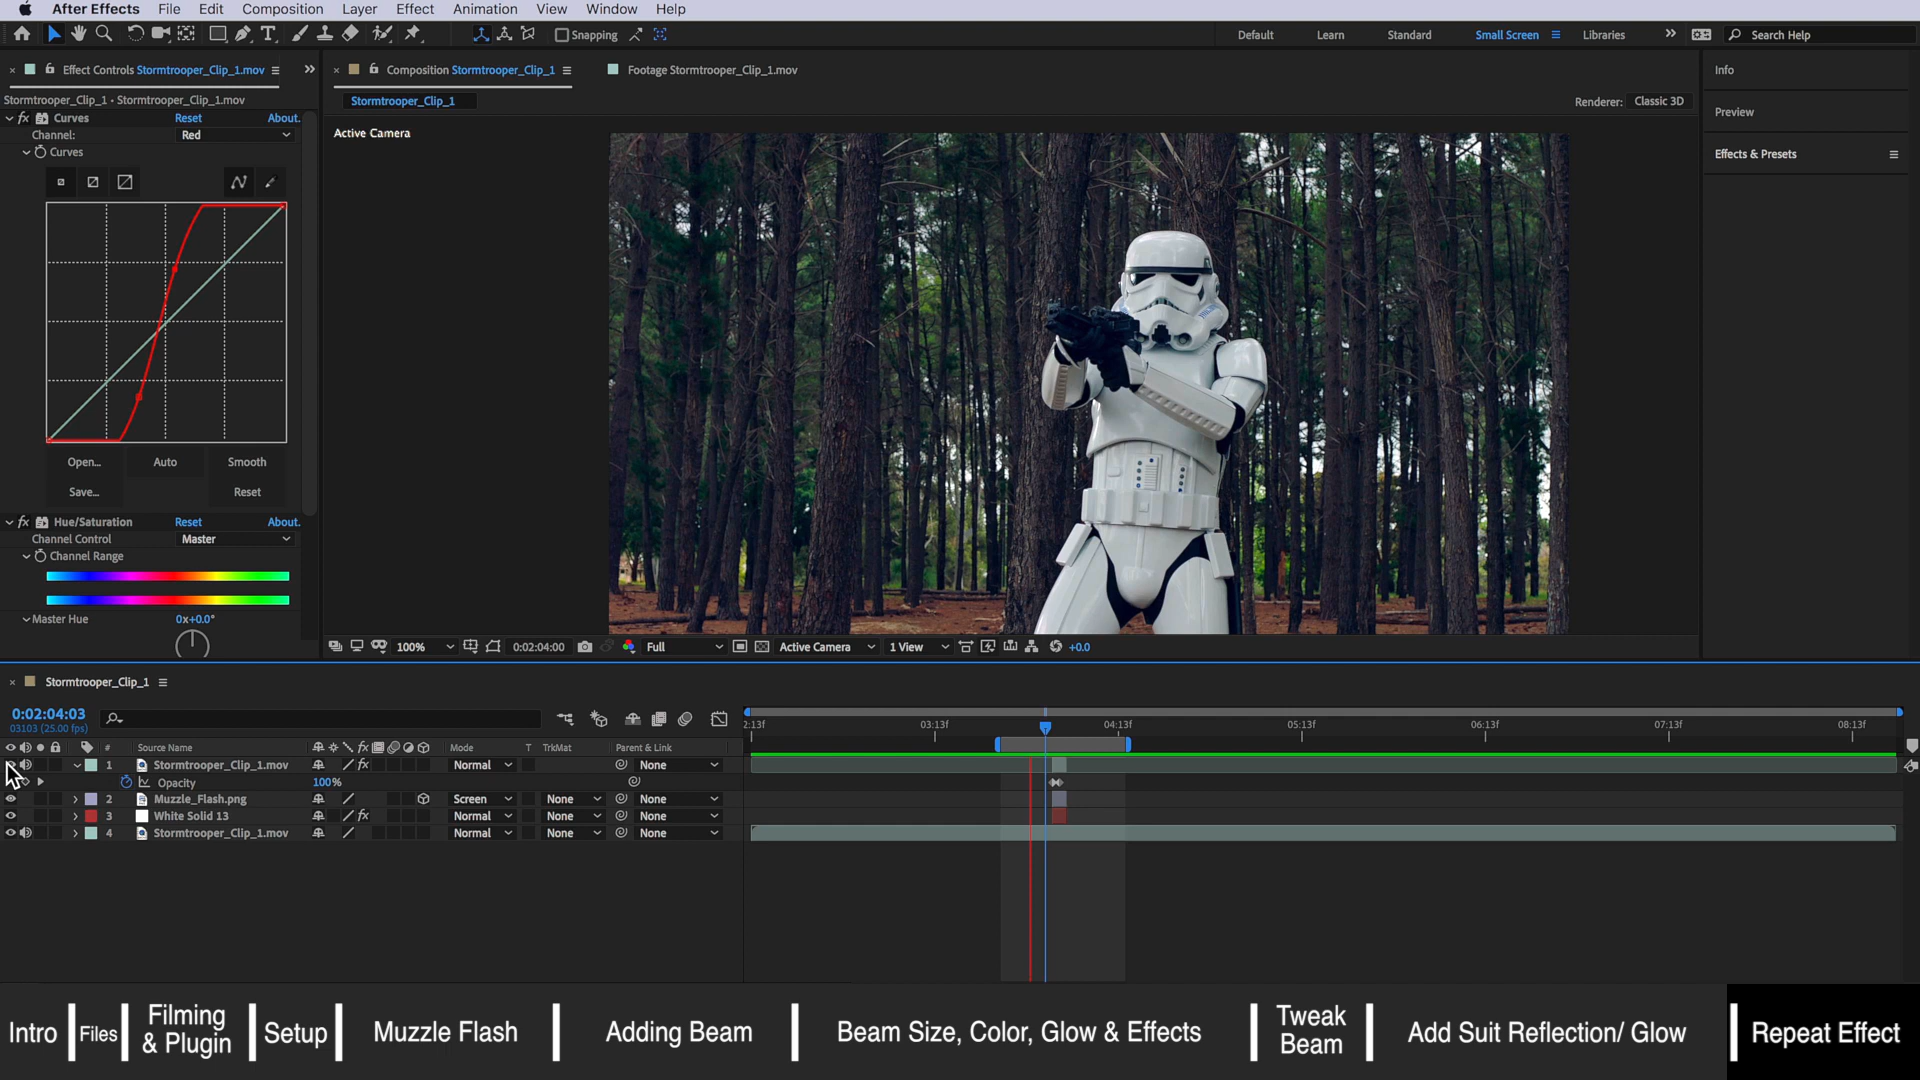 After Effects File Edit Composition Layer Effect Animation View Window Help
Snapping Default Learn Standard Small Screen Libraries Search Help
Effect Controls Stormtrooper_Clip_1.mov
Composition Stormtrooper_Clip_1
Footage Stormtrooper_Clip_1.mov
Info
Stormtrooper_Clip_1 • Stormtrooper_Clip_1.mov
Stormtrooper_Clip_1
Renderer: Classic 3D
fx Curves Reset About.
Channel: Red
Curves
Active Camera
Preview
Effects & Presets
Open... Auto Smooth
Save... Reset
fx Hue/Saturation Reset About.
Channel Control Master
Channel Range
Master Hue 0x+0.0°
100% 0:02:04:00 Full Active Camera 1 View +0.0
Stormtrooper_Clip_1
0:02:04:03
03103 (25.00 fps)
2:13f 03:13f 04:13f 05:13f 06:13f 07:13f 08:13f
# Source Name fx Mode T TrkMat Parent & Link
1 Stormtrooper_Clip_1.mov fx Normal None
Opacity 100%
2 Muzzle_Flash.png Screen None None
3 White Solid 13 fx Normal None None
4 Stormtrooper_Clip_1.mov Normal None None
Intro
Files
Filming
& Plugin
Setup
Muzzle Flash
Adding Beam
Beam Size, Color, Glow & Effects
Tweak
Beam
Add Suit Reflection/ Glow
Repeat Effect